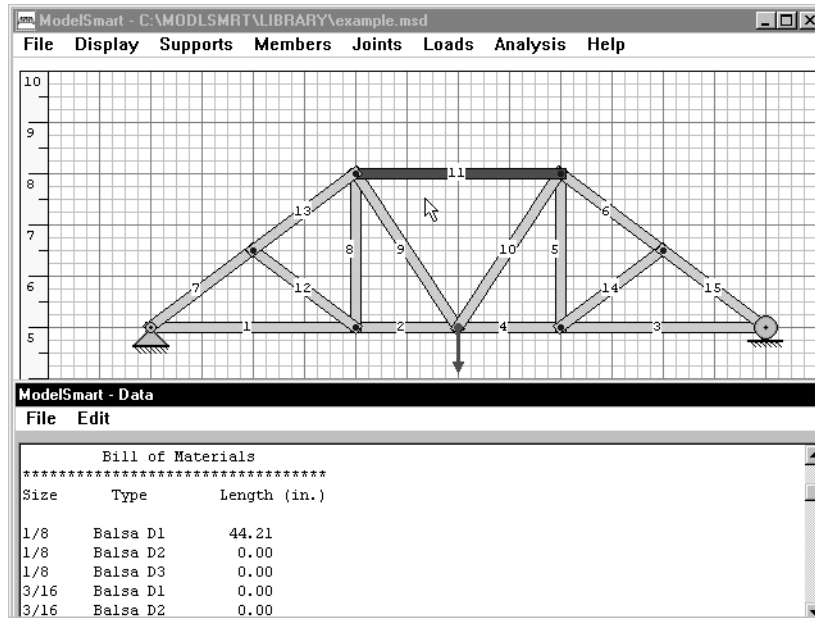 ModelSmart - C:\MODLSMRT\LIBRARY\example.msd
File Display Supports Members Joints Loads Analysis Help
10
9
8
11
13
6
7
8
9
10
5
6
7
12
14
15
5
1
2
4
3
ModelSmart - Data
File Edit
Bill of Materials
**********************************
Size Type Length (in.)
1/8 Balsa D1 44.21
1/8 Balsa D2 0.00
1/8 Balsa D3 0.00
3/16 Balsa D1 0.00
3/16 Balsa D2 0.00